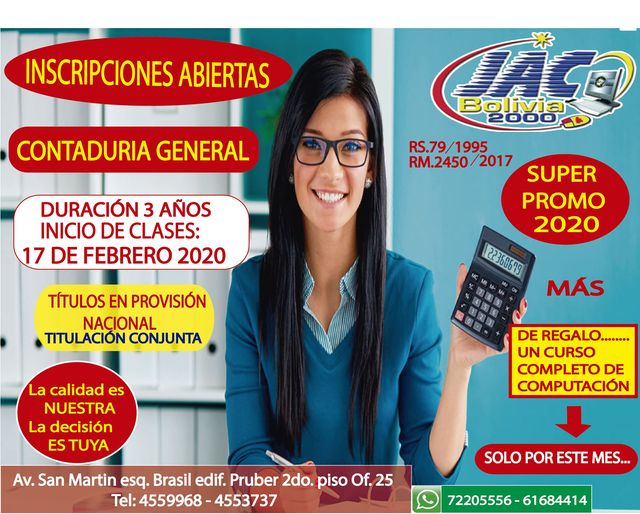 INSCRIPCIONES ABIERTAS
CONTADURIA GENERAL
DURACIÓN 3 AÑOS
INICIO DE CLASES:
17 DE FEBRERO 2020
TÍTULOS EN PROVISIÓN
NACIONAL
TITULACIÓN CONJUNTA
La calidad es
NUESTRA
La decisión
ES TUYA
JAC
Bolivia
2000
RS.79/1995
RM.2450/2017
SUPER
PROMO
2020
MÁS
DE REGALO........
UN CURSO
COMPLETO DE
COMPUTACIÓN
SOLO POR ESTE MES...
Av. San Martin esq. Brasil edif. Pruber 2do. piso Of. 25
Tel: 4559968 - 4553737
72205556 - 61684414